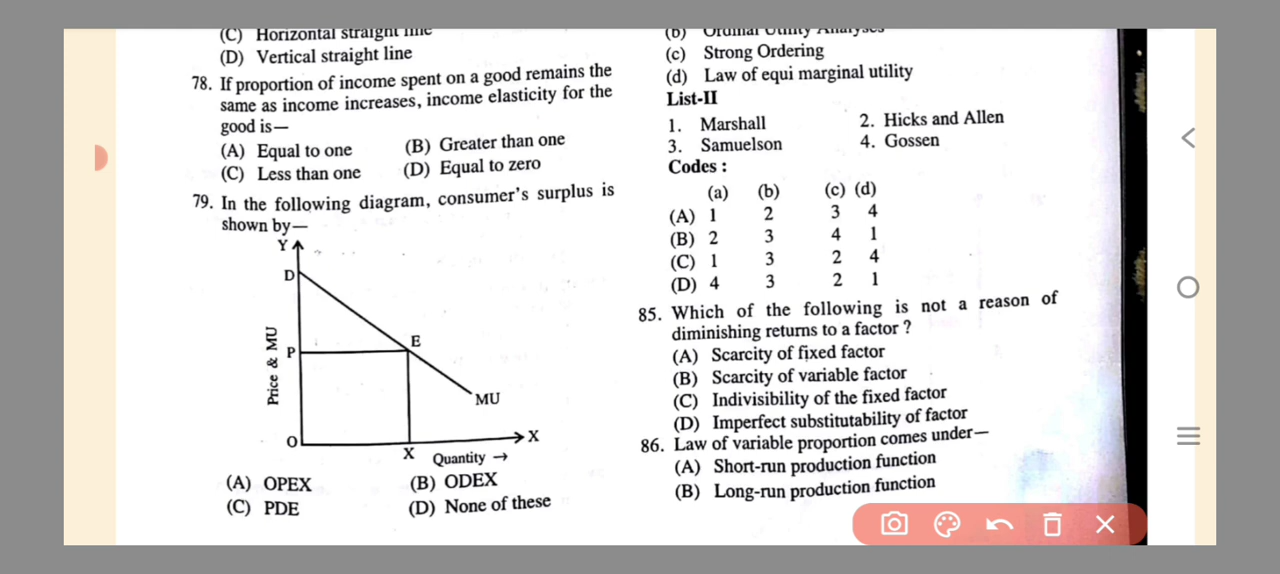 (C) Horizontal straight line
(D) Vertical straight line
78. If proportion of income spent on a good remains the
same as income increases, income elasticity for the
good is—
(A) Equal to one (B) Greater than one
(C) Less than one (D) Equal to zero
79. In the following diagram, consumer's surplus is
shown by—
Y
D
Price & MU
P
E
MU
O
X
X Quantity →
(A) OPEX (B) ODEX
(C) PDE (D) None of these
(b) Ordinal Utility Analyses
(c) Strong Ordering
(d) Law of equi marginal utility
List-II
1. Marshall 2. Hicks and Allen
3. Samuelson 4. Gossen
Codes :
(a) (b) (c) (d)
(A) 1 2 3 4
(B) 2 3 4 1
(C) 1 3 2 4
(D) 4 3 2 1
85. Which of the following is not a reason of
diminishing returns to a factor ?
(A) Scarcity of fixed factor
(B) Scarcity of variable factor
(C) Indivisibility of the fixed factor
(D) Imperfect substitutability of factor
86. Law of variable proportion comes under—
(A) Short-run production function
(B) Long-run production function